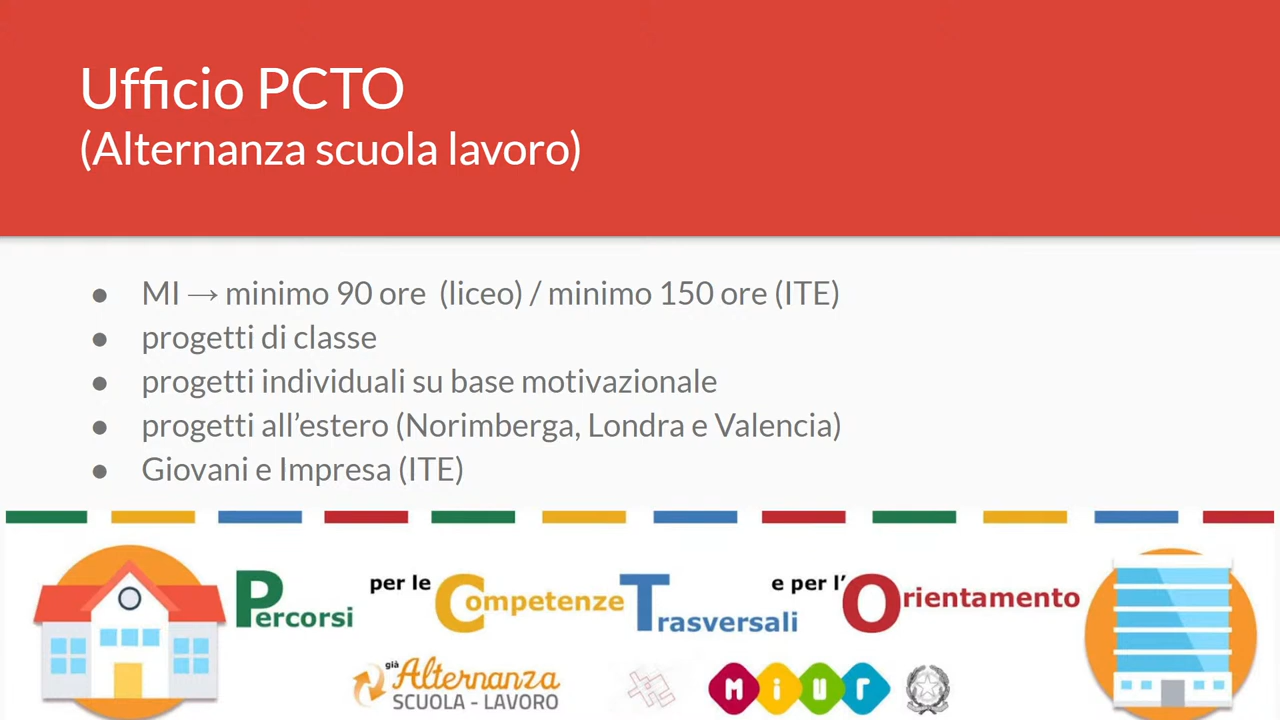 Ufficio PCTO
(Alternanza scuola lavoro)
● MI → minimo 90 ore (liceo) / minimo 150 ore (ITE)
● progetti di classe
● progetti individuali su base motivazionale
● progetti all’estero (Norimberga, Londra e Valencia)
● Giovani e Impresa (ITE)
Percorsi per le Competenze Trasversali e per l’Orientamento
già Alternanza
SCUOLA - LAVORO
MIUr